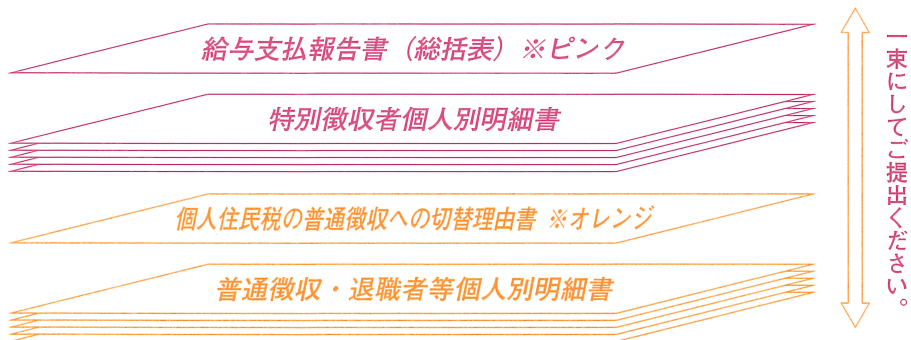 給与支払報告書（総括表）※ピンク
特別徴収者個人別明細書
個人住民税の普通徴収への切替理由書 ※オレンジ
普通徴収・退職者等個人別明細書
一束にしてご提出ください。